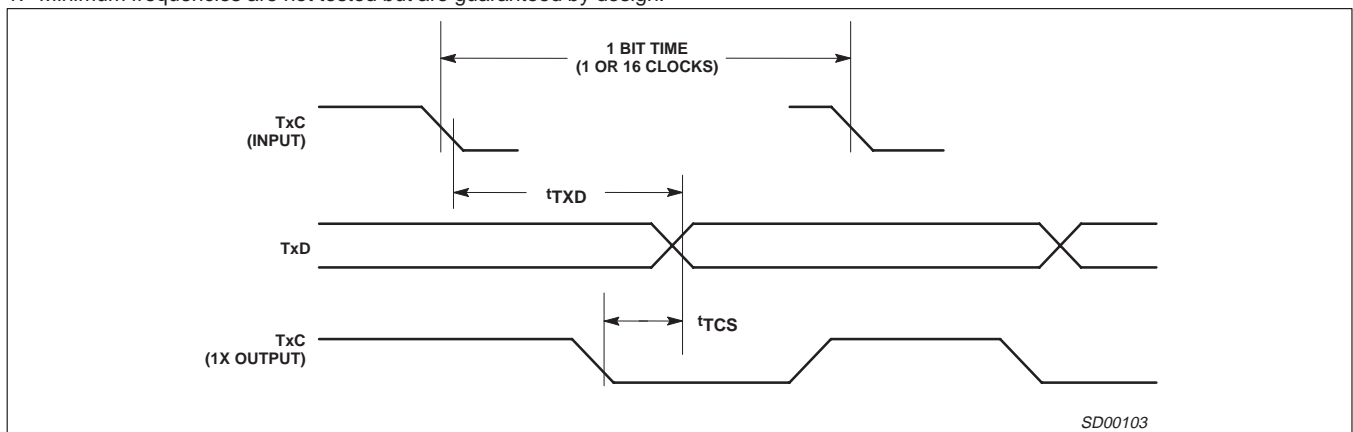 1. Minimum frequencies are not tested but are guaranteed by design.
1 BIT TIME
(1 OR 16 CLOCKS)
TxC
(INPUT)
tTXD
TxD
tTCS
TxC
(1X OUTPUT)
SD00103